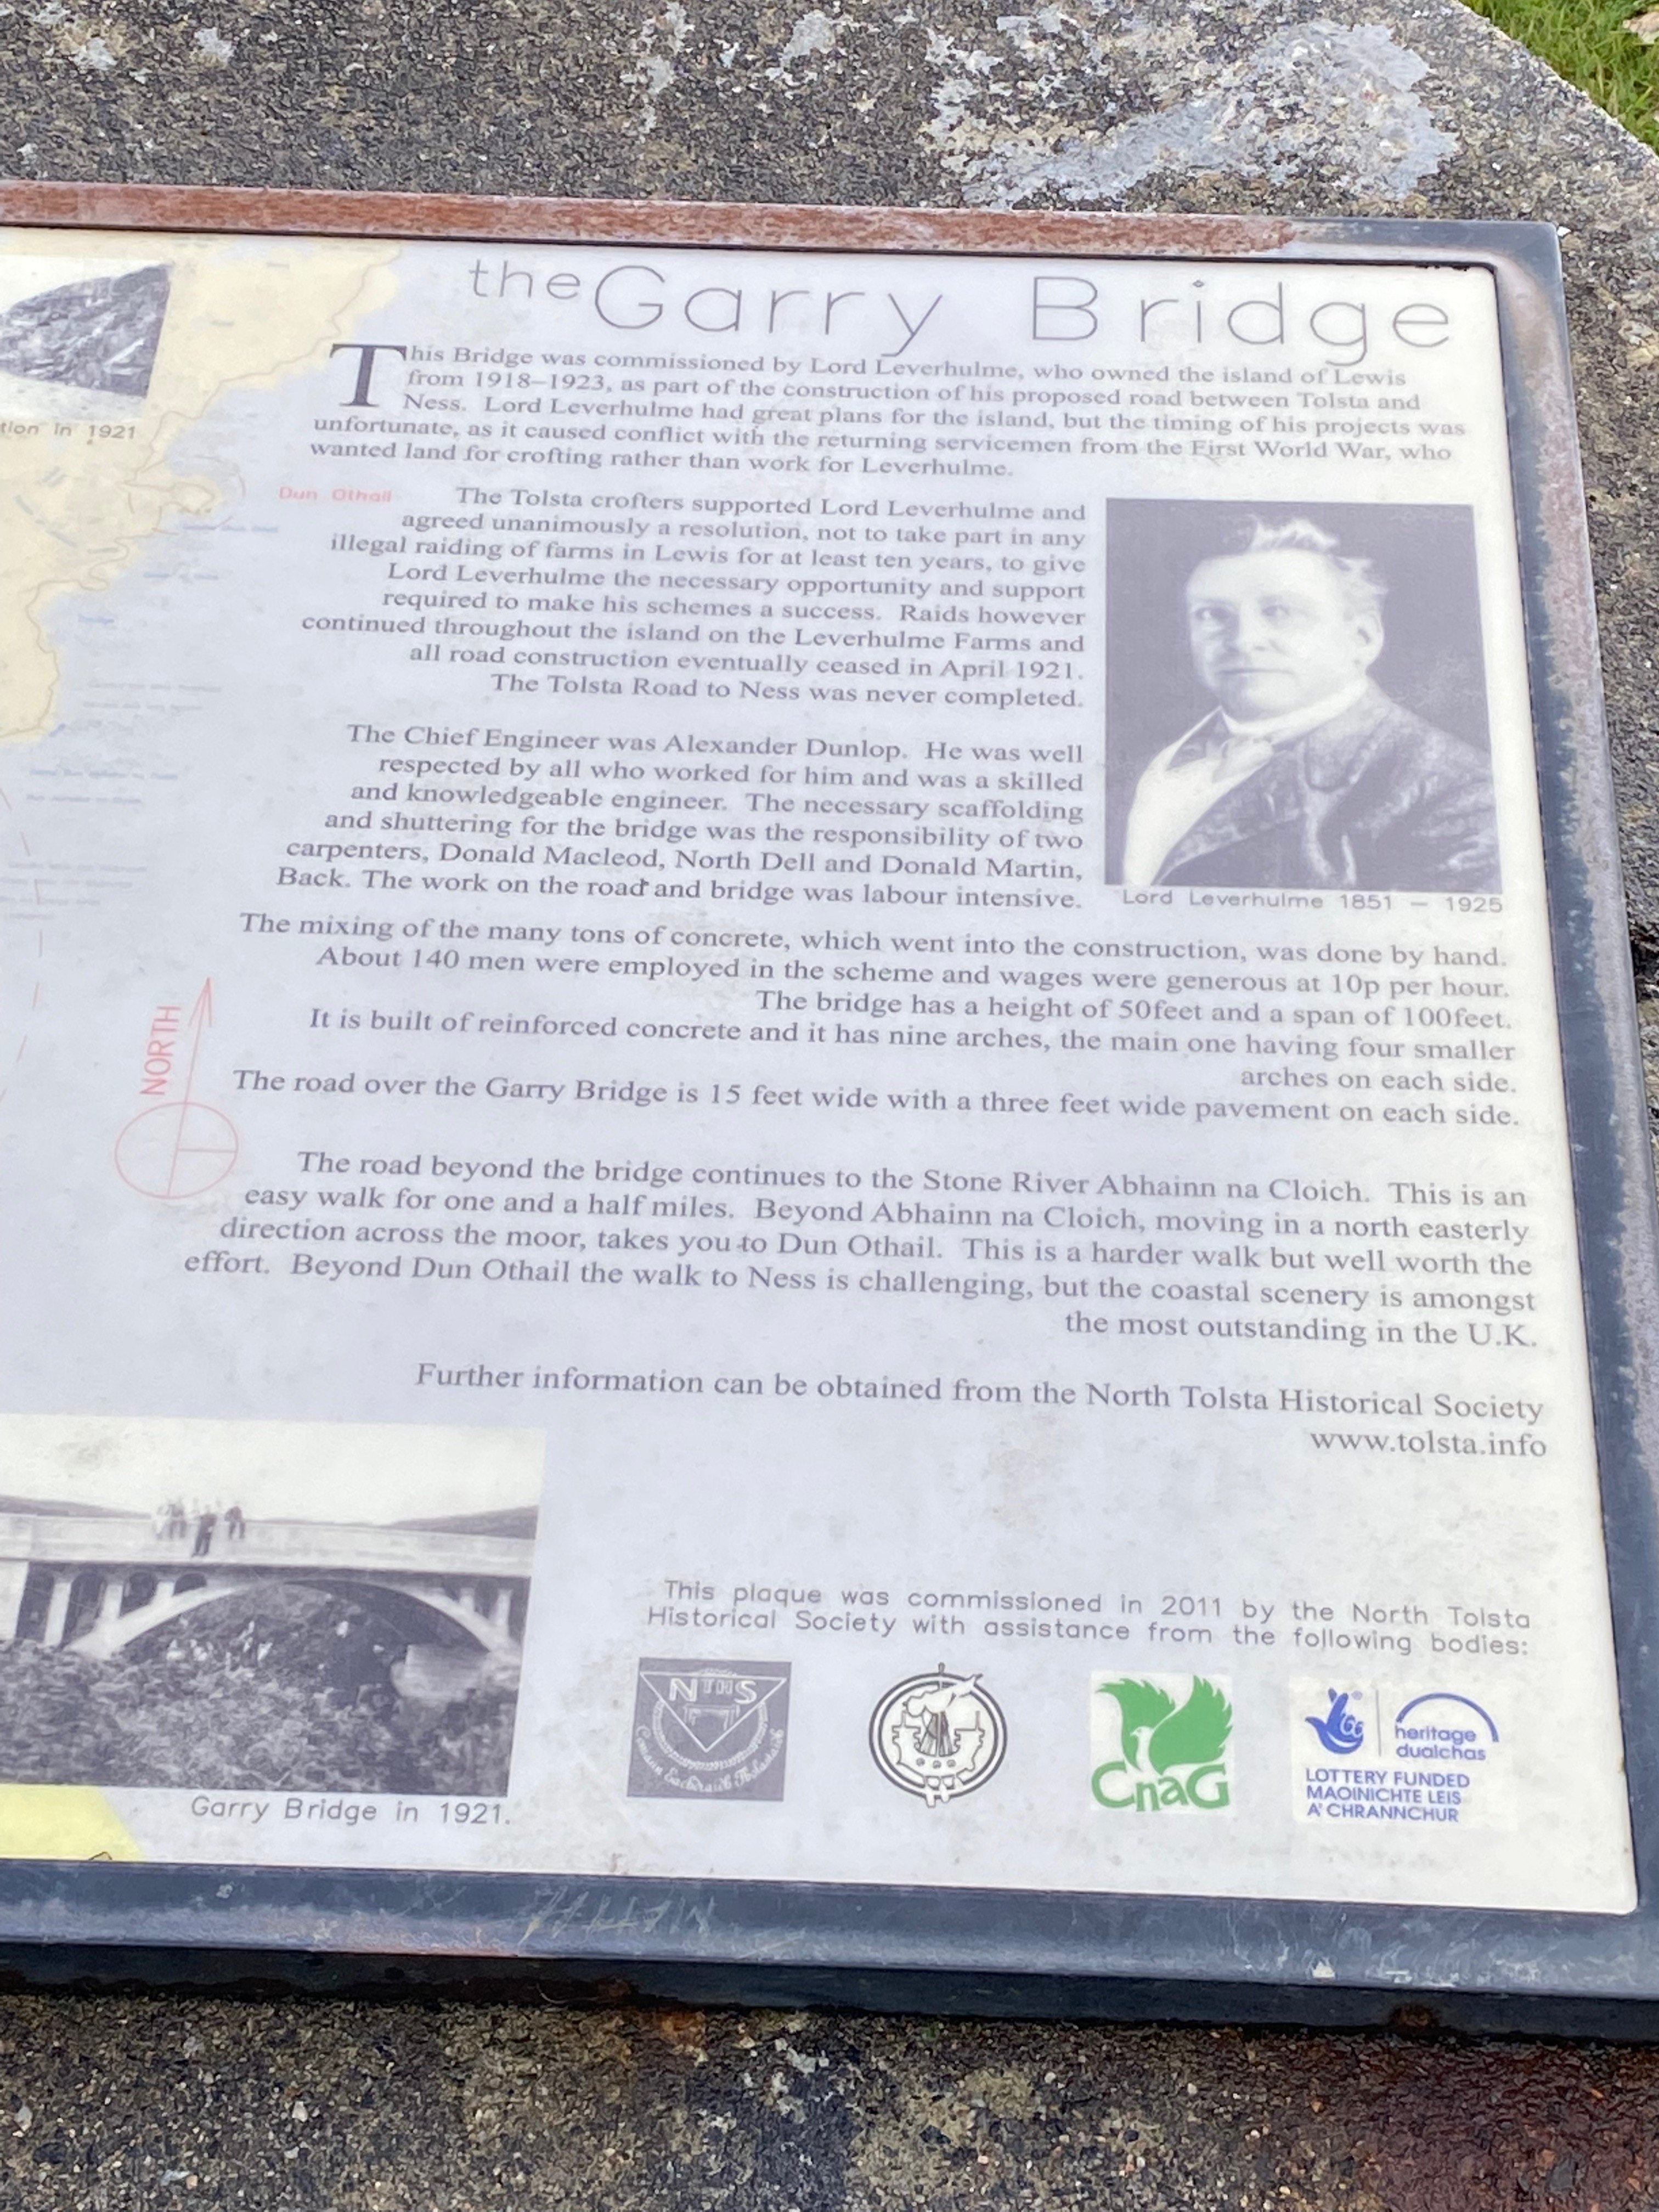 the Garry Bridge
This Bridge was commissioned by Lord Leverhulme, who owned the island of Lewis
from 1918–1923, as part of the construction of his proposed road between Tolsta and
Ness. Lord Leverhulme had great plans for the island, but the timing of his projects was
unfortunate, as it caused conflict with the returning servicemen from the First World War, who
wanted land for crofting rather than work for Leverhulme.
tion in 1921
Dun Othail
The Tolsta crofters supported Lord Leverhulme and
agreed unanimously a resolution, not to take part in any
illegal raiding of farms in Lewis for at least ten years, to give
Lord Leverhulme the necessary opportunity and support
required to make his schemes a success. Raids however
continued throughout the island on the Leverhulme Farms and
all road construction eventually ceased in April 1921.
The Tolsta Road to Ness was never completed.
The Chief Engineer was Alexander Dunlop. He was well
respected by all who worked for him and was a skilled
and knowledgeable engineer. The necessary scaffolding
and shuttering for the bridge was the responsibility of two
carpenters, Donald Macleod, North Dell and Donald Martin,
Back. The work on the road and bridge was labour intensive.
Lord Leverhulme 1851 – 1925
The mixing of the many tons of concrete, which went into the construction, was done by hand.
About 140 men were employed in the scheme and wages were generous at 10p per hour.
The bridge has a height of 50feet and a span of 100feet.
It is built of reinforced concrete and it has nine arches, the main one having four smaller
arches on each side.
The road over the Garry Bridge is 15 feet wide with a three feet wide pavement on each side.
NORTH
The road beyond the bridge continues to the Stone River Abhainn na Cloich. This is an
easy walk for one and a half miles. Beyond Abhainn na Cloich, moving in a north easterly
direction across the moor, takes you to Dun Othail. This is a harder walk but well worth the
effort. Beyond Dun Othail the walk to Ness is challenging, but the coastal scenery is amongst
the most outstanding in the U.K.
Further information can be obtained from the North Tolsta Historical Society
www.tolsta.info
Garry Bridge in 1921.
This plaque was commissioned in 2011 by the North Tolsta
Historical Society with assistance from the following bodies:
NTHS
CnaG
heritage
dualchas
LOTTERY FUNDED
MAOINICHTE LEIS
A' CHRANNCHUR